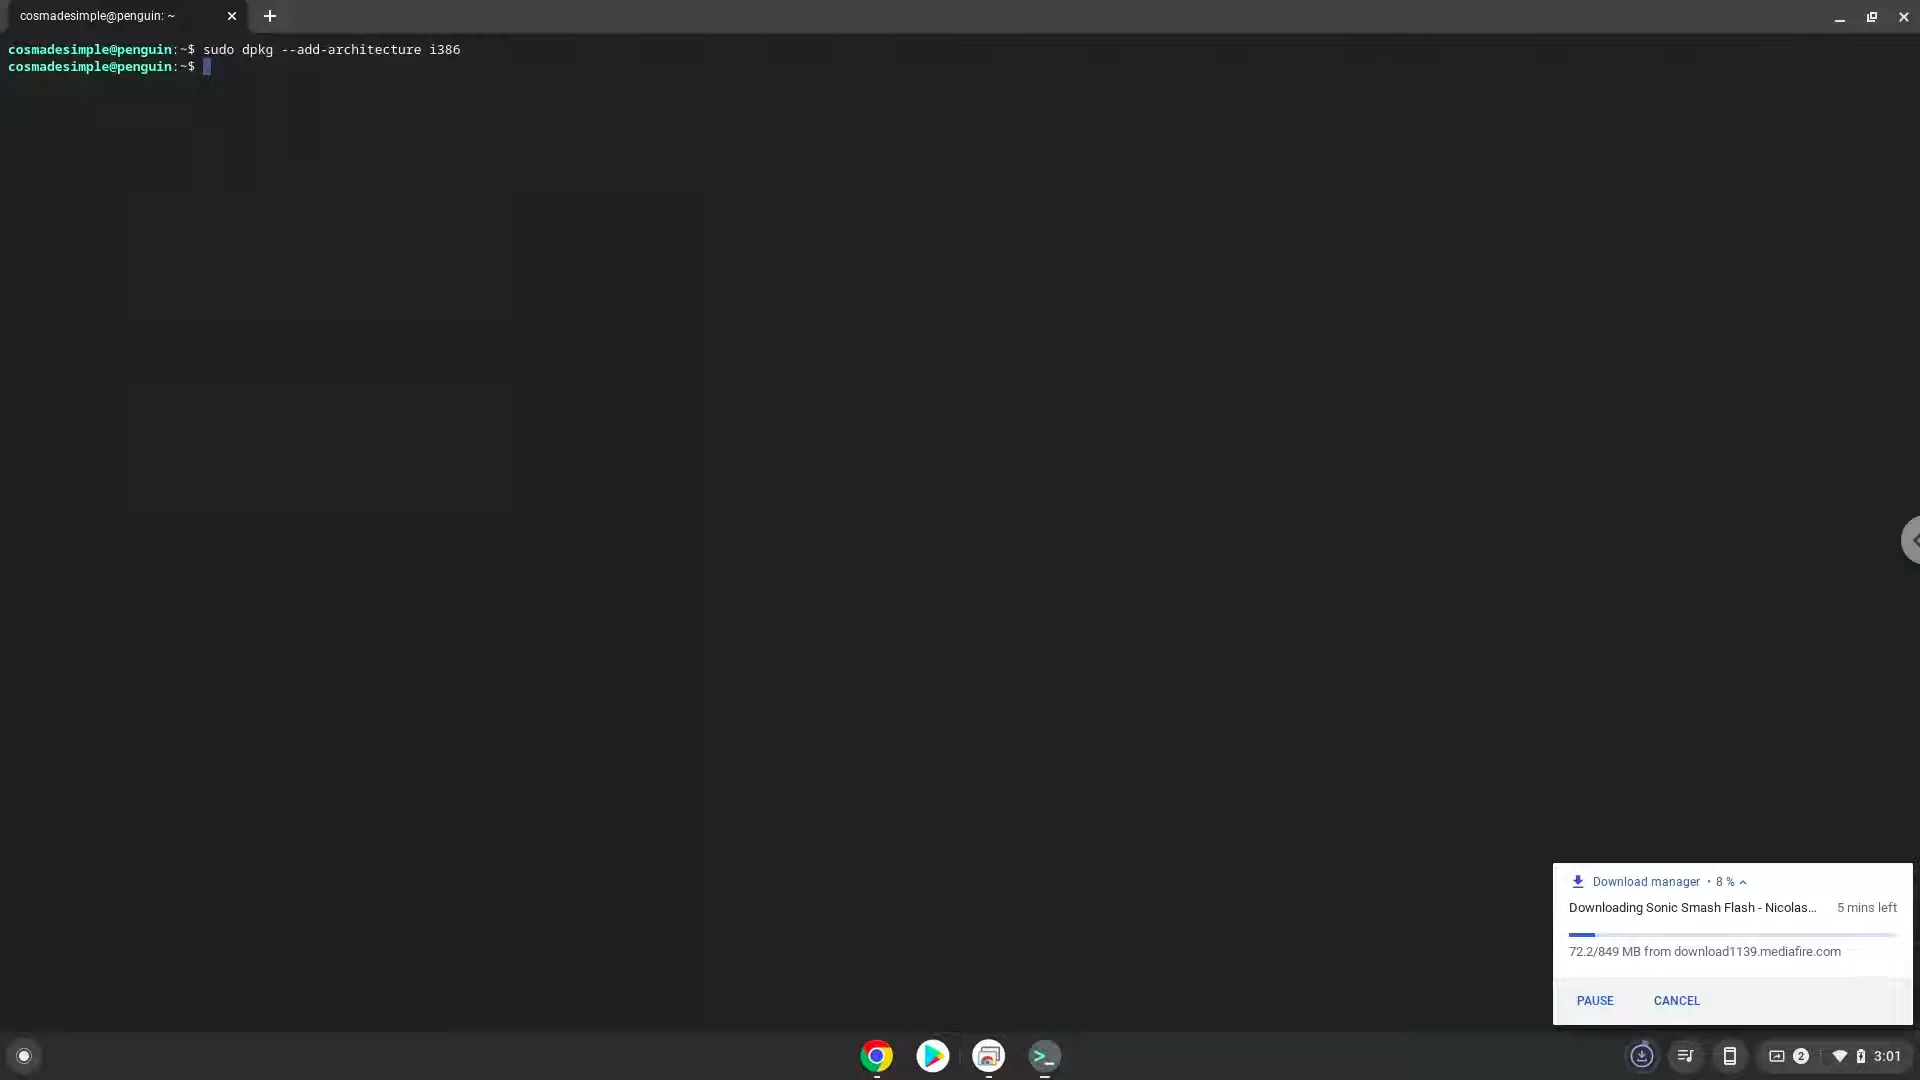 cosmadesimple@penguin: ~
cosmadesimple@penguin:~$ sudo dpkg --add-architecture i386
cosmadesimple@penguin:~$
Download manager • 8 %
Downloading Sonic Smash Flash - Nicolas... 5 mins left
72.2/849 MB from download1139.mediafire.com
PAUSE CANCEL
>_ 2 3:01